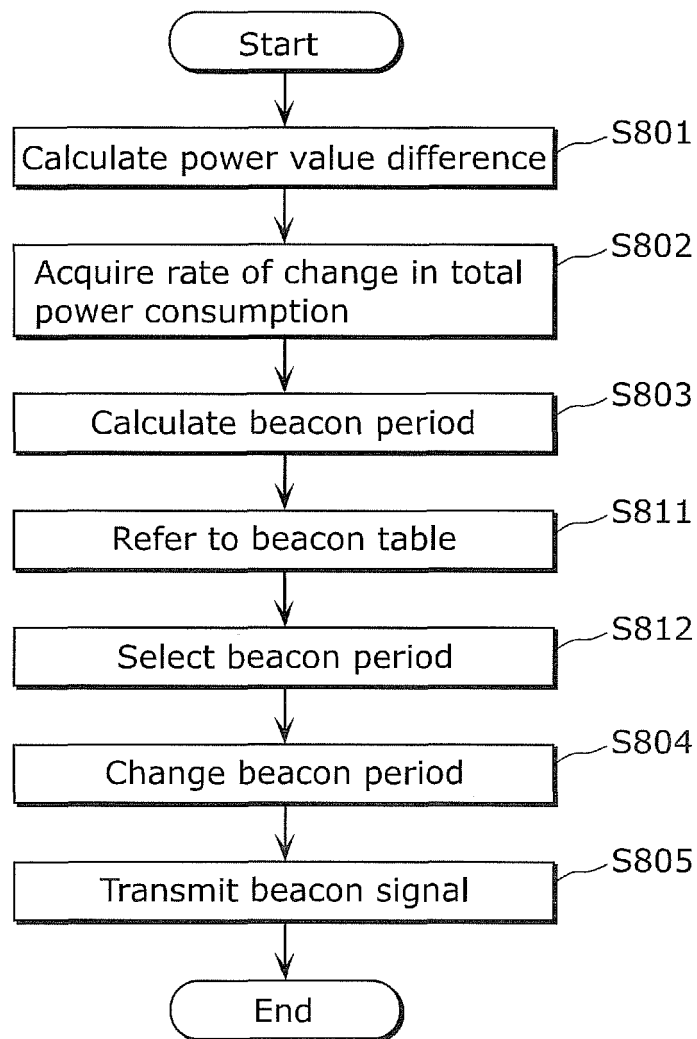 Start
Calculate power value difference
S801
Acquire rate of change in total
power consumption
S802
Calculate beacon period
S803
Refer to beacon table
S811
Select beacon period
S812
Change beacon period
S804
Transmit beacon signal
S805
End